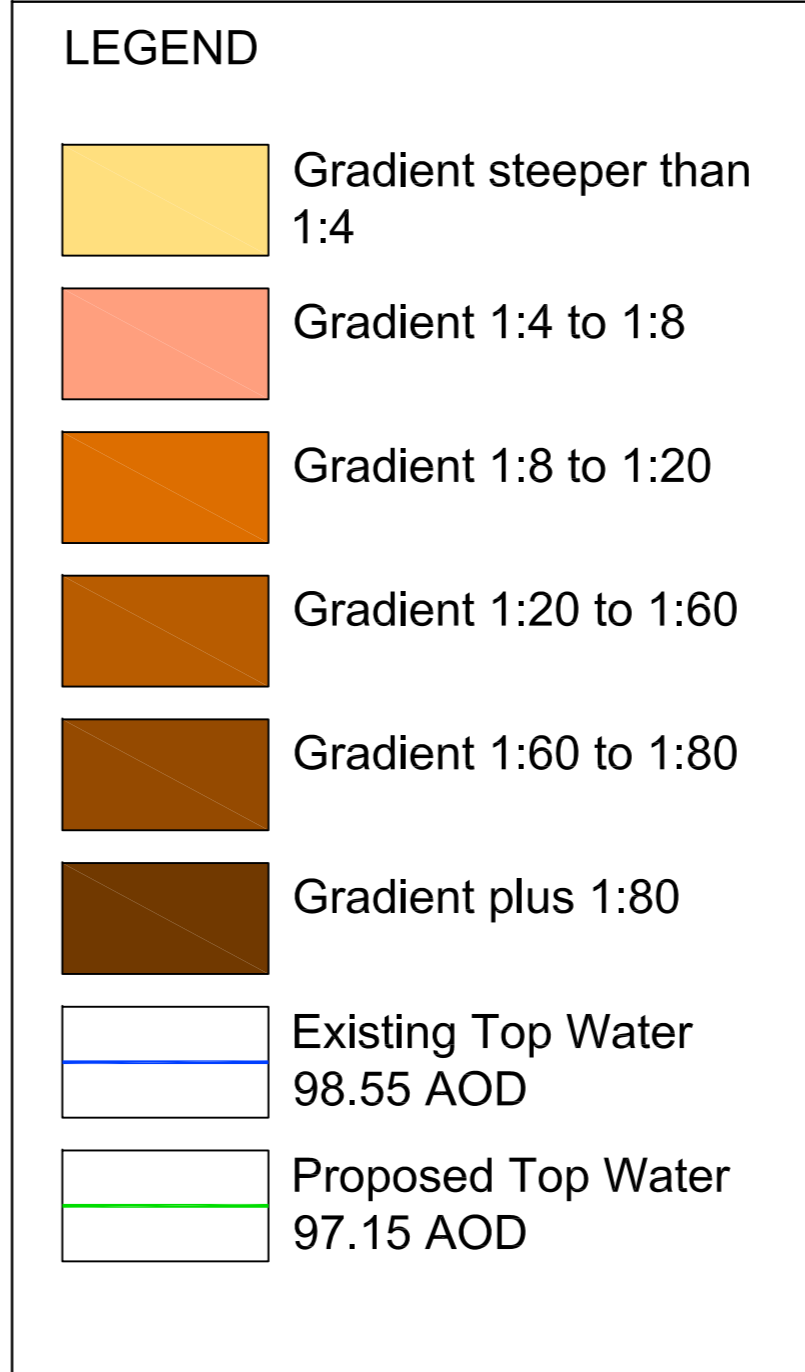 LEGEND
Gradient steeper than
1:4
Gradient 1:4 to 1:8
Gradient 1:8 to 1:20
Gradient 1:20 to 1:60
Gradient 1:60 to 1:80
Gradient plus 1:80
Existing Top Water
98.55 AOD
Proposed Top Water
97.15 AOD